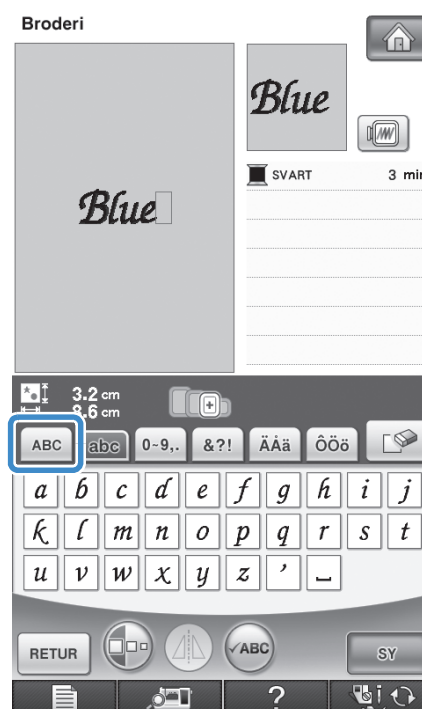 Broderi
Blue
Blue
SVART 3 min
3.2 cm
8.6 cm
ABC abc 0~9,. &?! ÄÅä ÔÖö
a b c d e f g h i j
k l m n o p q r s t
u v w x y z ’ ⎵
RETUR ✓ABC SY
?